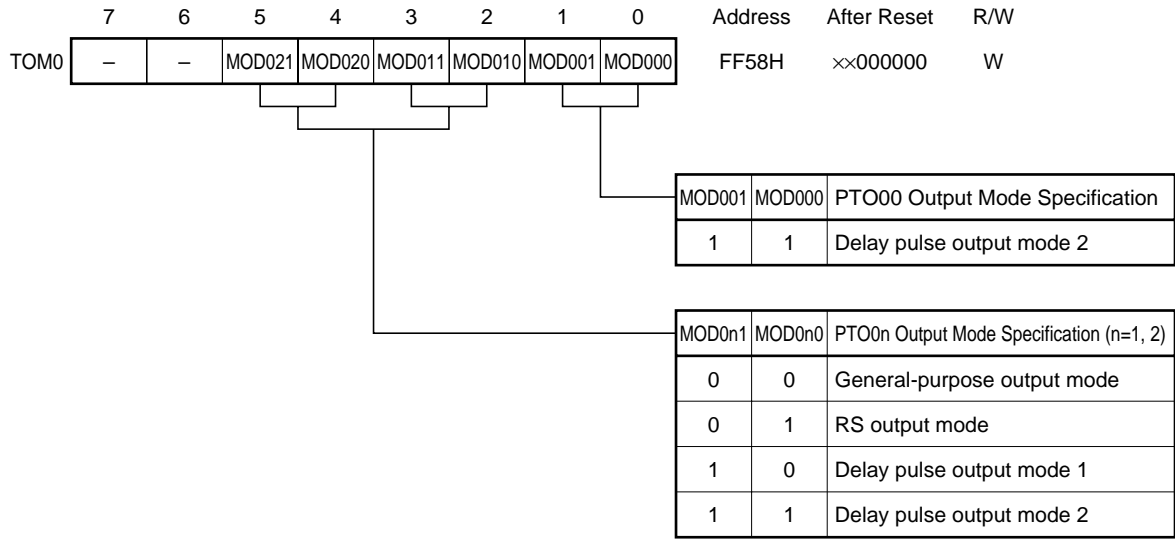 7 6 5 4 3 2 1 0 Address After Reset R/W
TOM0 – – MOD021 MOD020 MOD011 MOD010 MOD001 MOD000 FF58H ××000000 W
MOD001 MOD000 PTO00 Output Mode Specification
1 1 Delay pulse output mode 2
MOD0n1 MOD0n0 PTO0n Output Mode Specification (n=1, 2)
0 0 General-purpose output mode
0 1 RS output mode
1 0 Delay pulse output mode 1
1 1 Delay pulse output mode 2